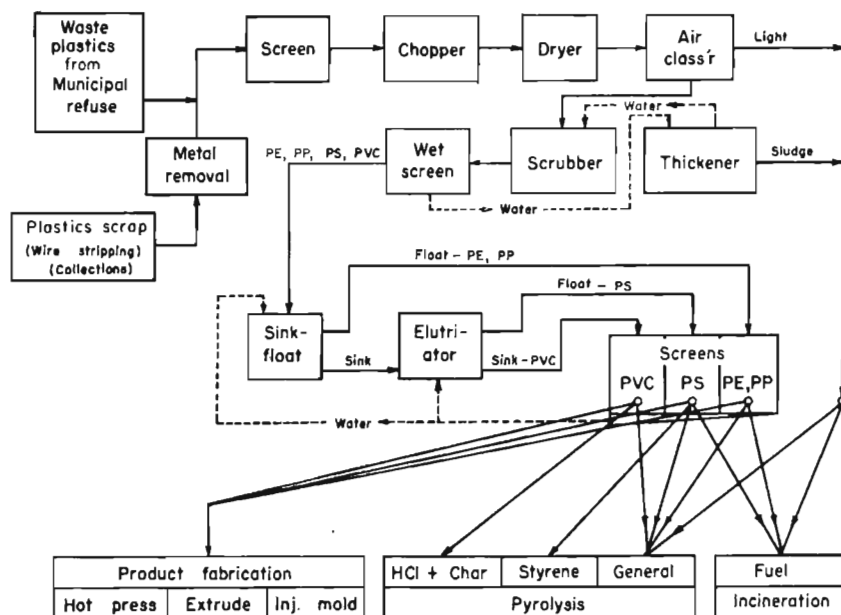 Waste plastics
from
Municipal
refuse
Screen
Chopper
Dryer
Air
class'r
Light
Water
Metal
removal
PE, PP, PS, PVC
Wet
screen
Scrubber
Thickener
Sludge
Water
Plastics scrap
(Wire stripping)
(Collections)
Float - PE, PP
Float - PS
Sink-
float
Sink
Elutri-
ator
Sink-PVC
Screens
PVC
PS
PE, PP
Water
Product fabrication
Hot press
Extrude
Inj. mold
HCl + Char
Styrene
General
Pyrolysis
Fuel
Incineration